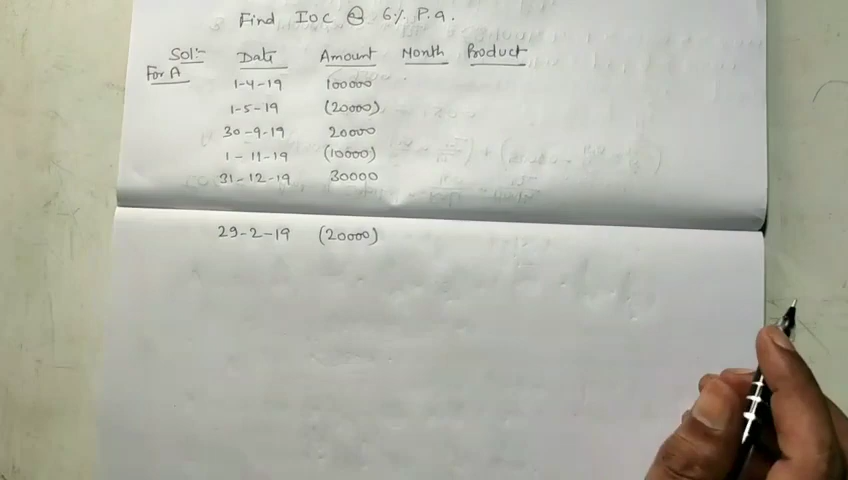 Find IOC @ 6% P.a.
Sol:- Date Amount Month Product
For A
1-4-19 100000
1-5-19 (20000)
30-9-19 20000
1-11-19 (10000)
31-12-19 30000
29-2-19 (20000)